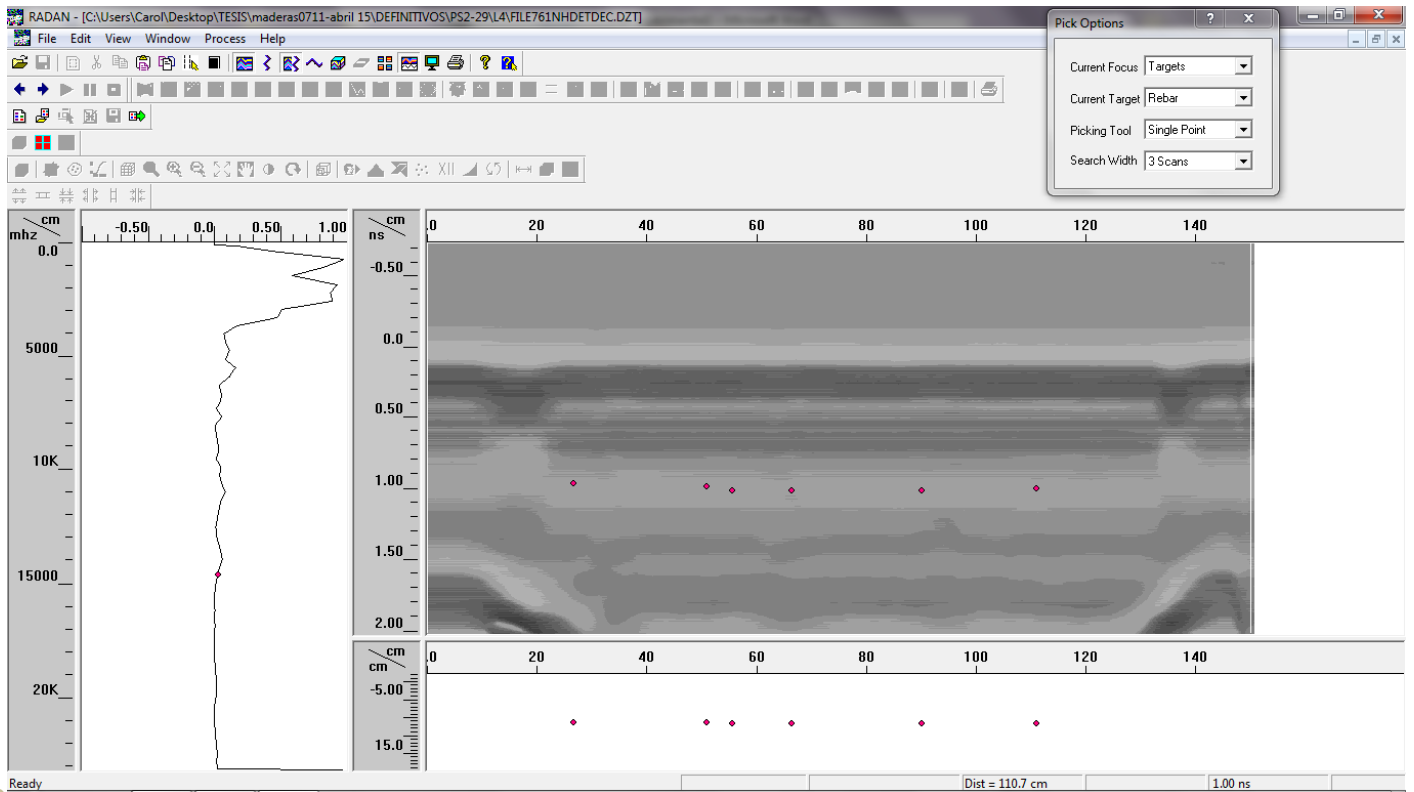 RADAN - [C:\Users\Carol\Desktop\TESIS\maderas0711-abril 15\DEFINITIVOS\PS2-29\L4\FILE761NHDETDEC.DZT]
File Edit View Window Process Help
Pick Options
Current Focus Targets
Current Target Rebar
Picking Tool Single Point
Search Width 3 Scans
XII
cm
mhz
-0.50 0.0 0.50 1.00
0.0
5000
10K
15000
20K
cm
ns
.0 20 40 60 80 100 120 140
-0.50
0.0
0.50
1.00
1.50
2.00
cm
cm
.0 20 40 60 80 100 120 140
-5.00
15.0
Ready Dist = 110.7 cm 1.00 ns